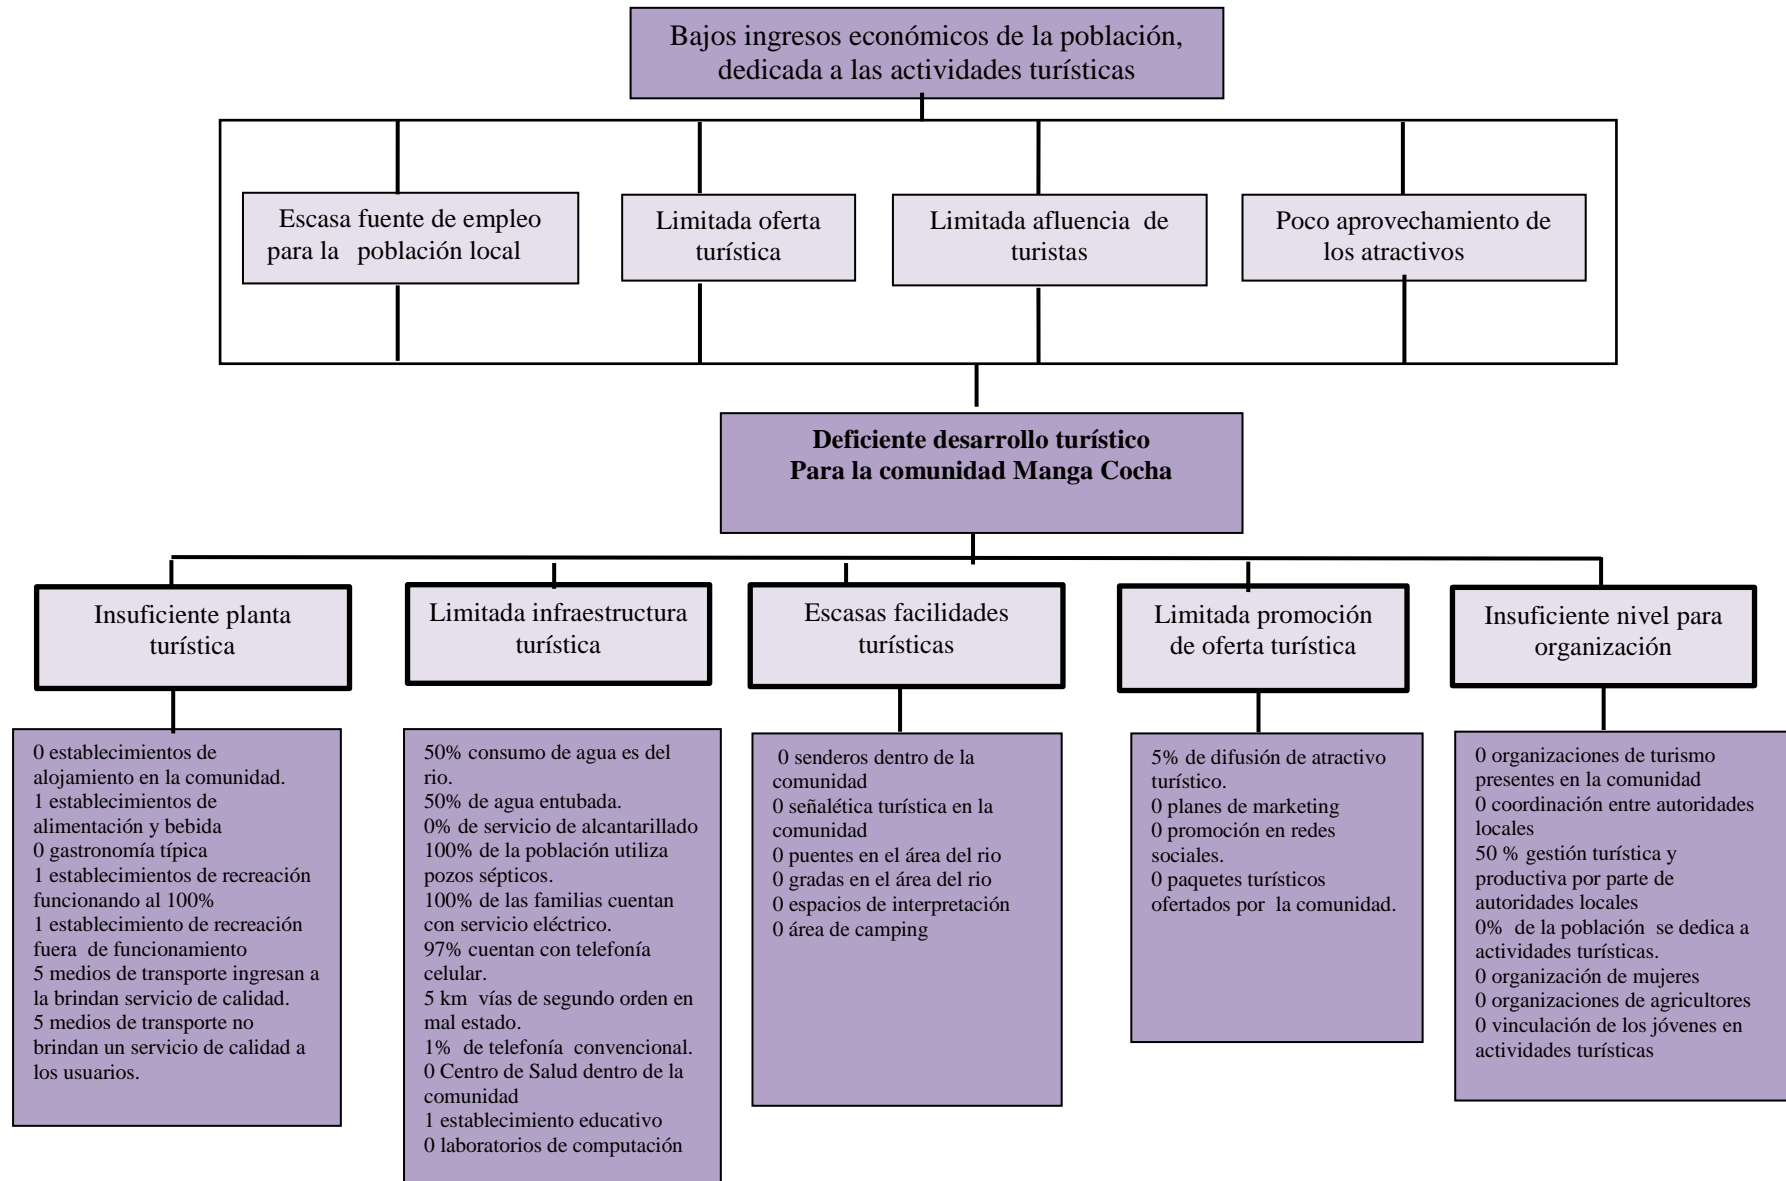 Bajos ingresos económicos de la población,
dedicada a las actividades turísticas
Escasa fuente de empleo
para la población local
Limitada oferta
turística
Limitada afluencia de
turistas
Poco aprovechamiento de
los atractivos
Deficiente desarrollo turístico
Para la comunidad Manga Cocha
Insuficiente planta
turística
Limitada infraestructura
turística
Escasas facilidades
turísticas
Limitada promoción
de oferta turística
Insuficiente nivel para
organización
0 establecimientos de
alojamiento en la comunidad.
1 establecimientos de
alimentación y bebida
0 gastronomía típica
1 establecimientos de recreación
funcionando al 100%
1 establecimiento de recreación
fuera de funcionamiento
5 medios de transporte ingresan a
la brindan servicio de calidad.
5 medios de transporte no
brindan un servicio de calidad a
los usuarios.
50% consumo de agua es del
rio.
50% de agua entubada.
0% de servicio de alcantarillado
100% de la población utiliza
pozos sépticos.
100% de las familias cuentan
con servicio eléctrico.
97% cuentan con telefonía
celular.
5 km vías de segundo orden en
mal estado.
1% de telefonía convencional.
0 Centro de Salud dentro de la
comunidad
1 establecimiento educativo
0 laboratorios de computación
0 senderos dentro de la
comunidad
0 señalética turística en la
comunidad
0 puentes en el área del rio
0 gradas en el área del rio
0 espacios de interpretación
0 área de camping
5% de difusión de atractivo
turístico.
0 planes de marketing
0 promoción en redes
sociales.
0 paquetes turísticos
ofertados por la comunidad.
0 organizaciones de turismo
presentes en la comunidad
0 coordinación entre autoridades
locales
50 % gestión turística y
productiva por parte de
autoridades locales
0% de la población se dedica a
actividades turísticas.
0 organización de mujeres
0 organizaciones de agricultores
0 vinculación de los jóvenes en
actividades turísticas